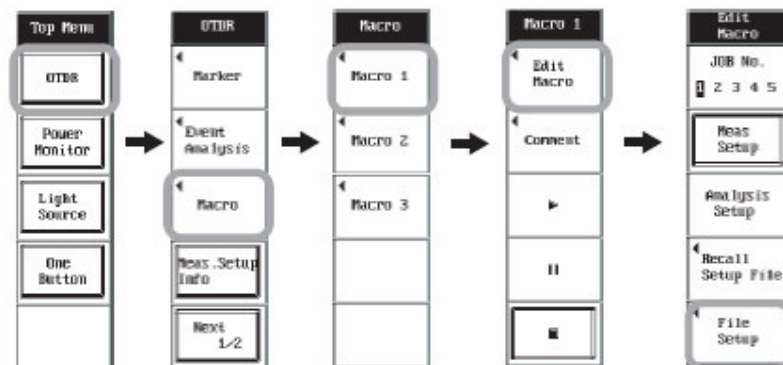 Top Menu
OTDR
Power
Monitor
Light
Source
One
Button
OTDR
Marker
Event
Analysis
Macro
Meas.Setup
Info
Next
1/2
Macro
Macro 1
Macro 2
Macro 3
Macro 1
Edit
Macro
Comment
Edit
Macro
JOB No.
1 2 3 4 5
Meas
Setup
Analysis
Setup
Recall
Setup File
File
Setup